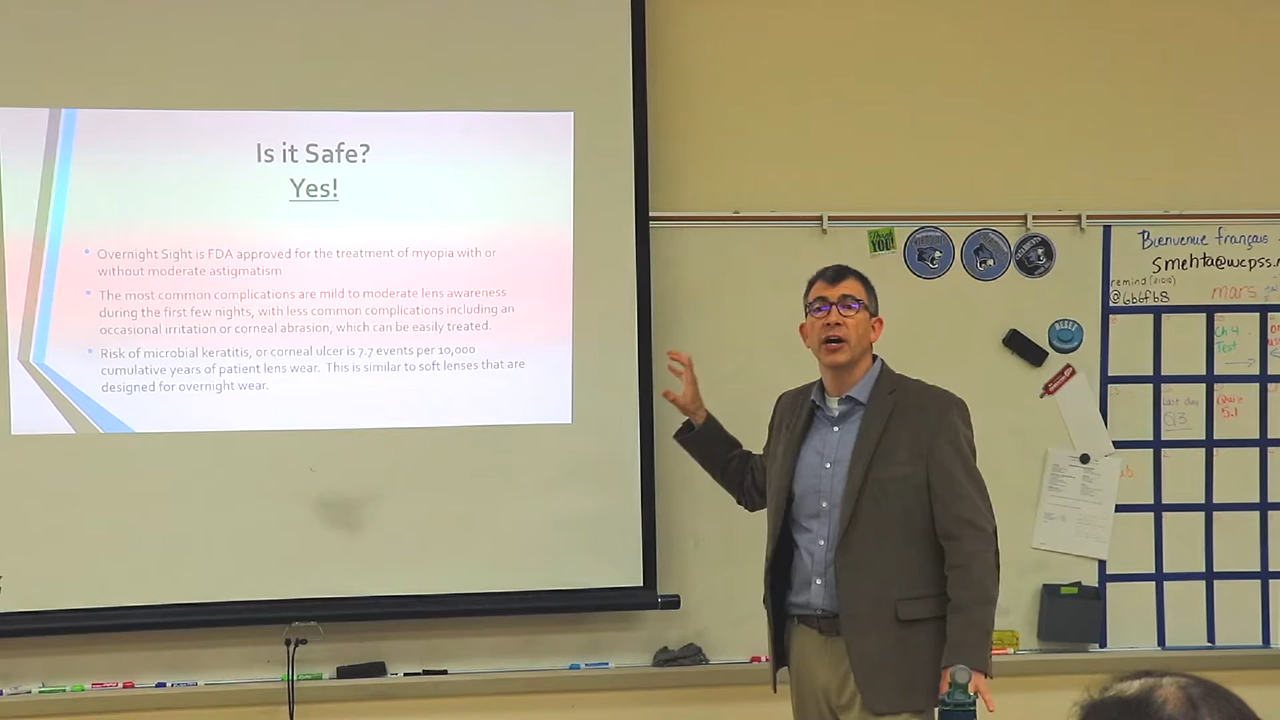 Is it Safe?
Yes!
Overnight Sight is FDA approved for the treatment of myopia with or
without moderate astigmatism
The most common complications are mild to moderate lens awareness
during the first few nights, with less common complications including an
occasional irritation or corneal abrasion, which can be easily treated.
Risk of microbial keratitis, or corneal ulcer is 7.7 events per 10,000
cumulative years of patient lens wear. This is similar to soft lenses that are
designed for overnight wear.
Thank
YOU!
Bienvenue français
smehta@wcpss.
remind
@6b6fb8
mars
RESET
Ch 4
Test
Last day
Q3
Quiz
5.1